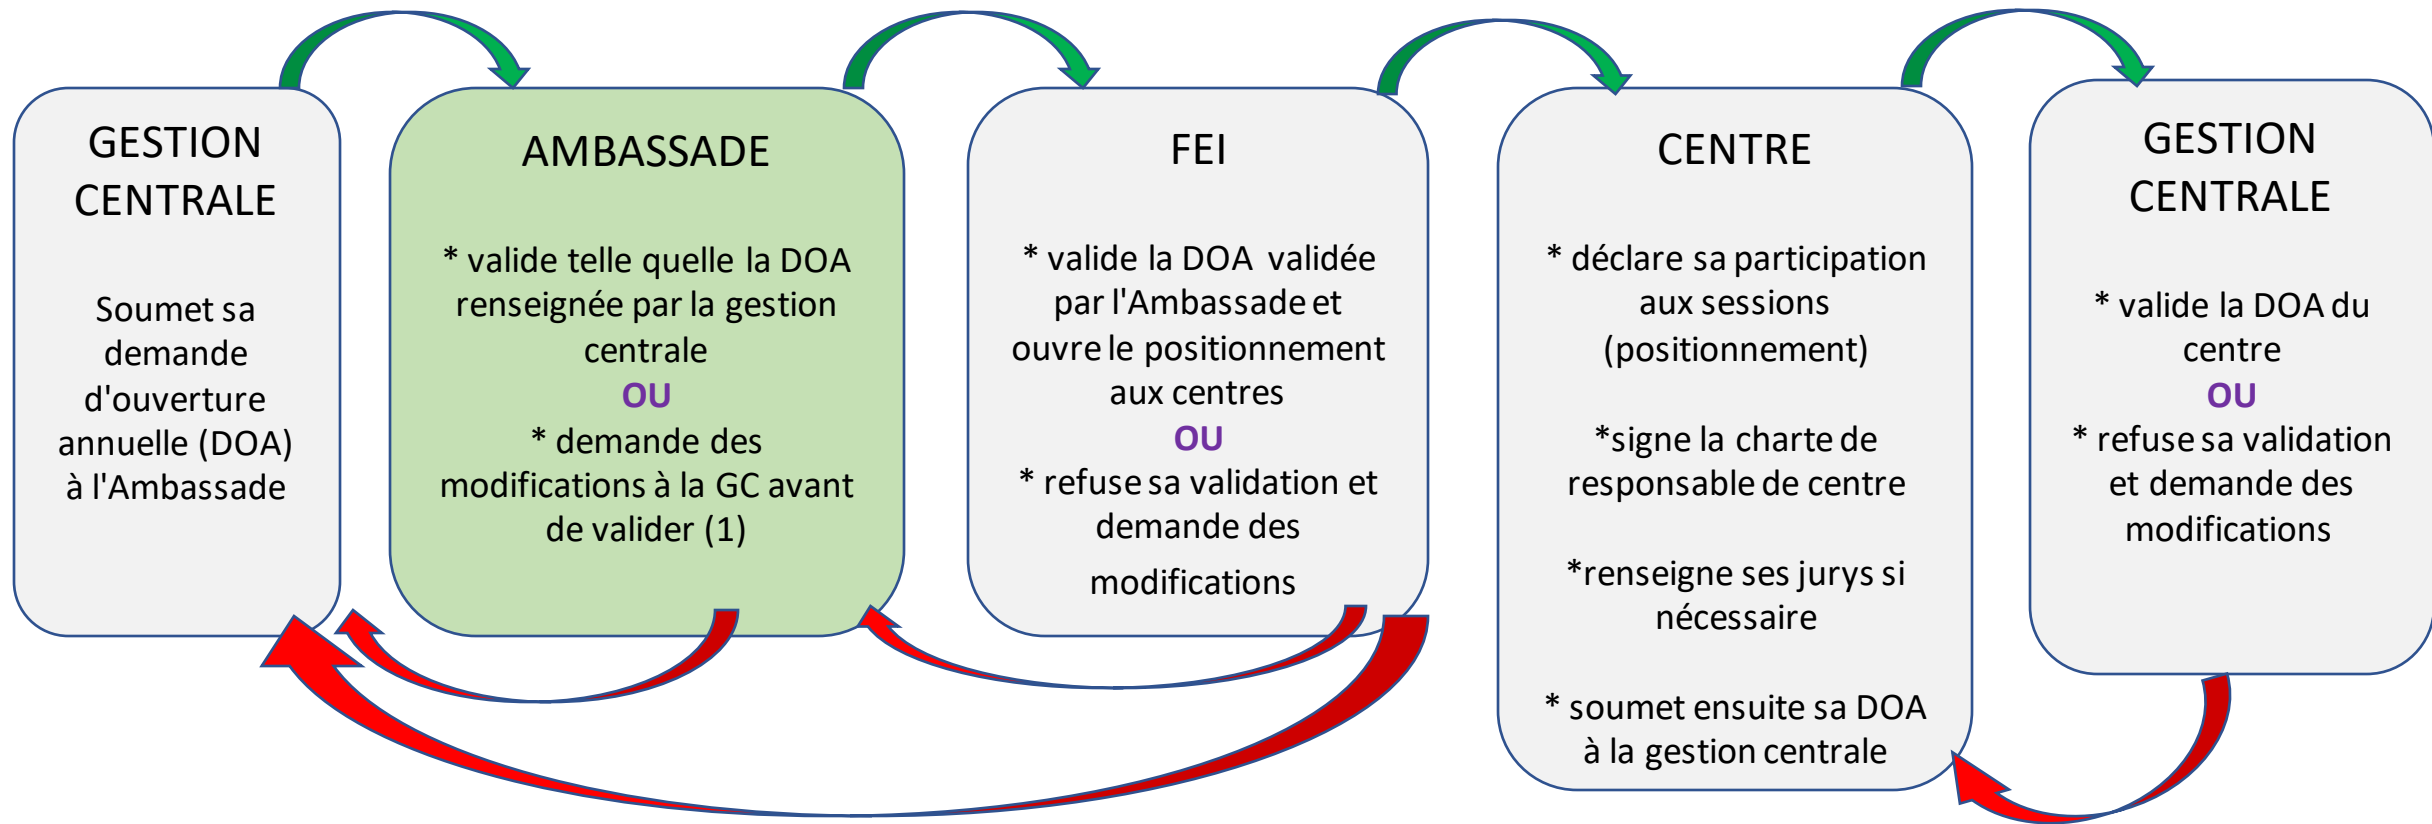 GESTION
CENTRALE
Soumet sa
demande
d'ouverture
annuelle (DOA)
à l'Ambassade
AMBASSADE
* valide telle quelle la DOA
renseignée par la gestion
centrale
OU
* demande des
modifications à la GC avant
de valider (1)
FEI
* valide la DOA validée
par l'Ambassade et
ouvre le positionnement
aux centres
OU
* refuse sa validation et
demande des
modifications
CENTRE
* déclare sa participation
aux sessions
(positionnement)
*signe la charte de
responsable de centre
*renseigne ses jurys si
nécessaire
* soumet ensuite sa DOA
à la gestion centrale
GESTION
CENTRALE
* valide la DOA du
centre
OU
* refuse sa validation
et demande des
modifications